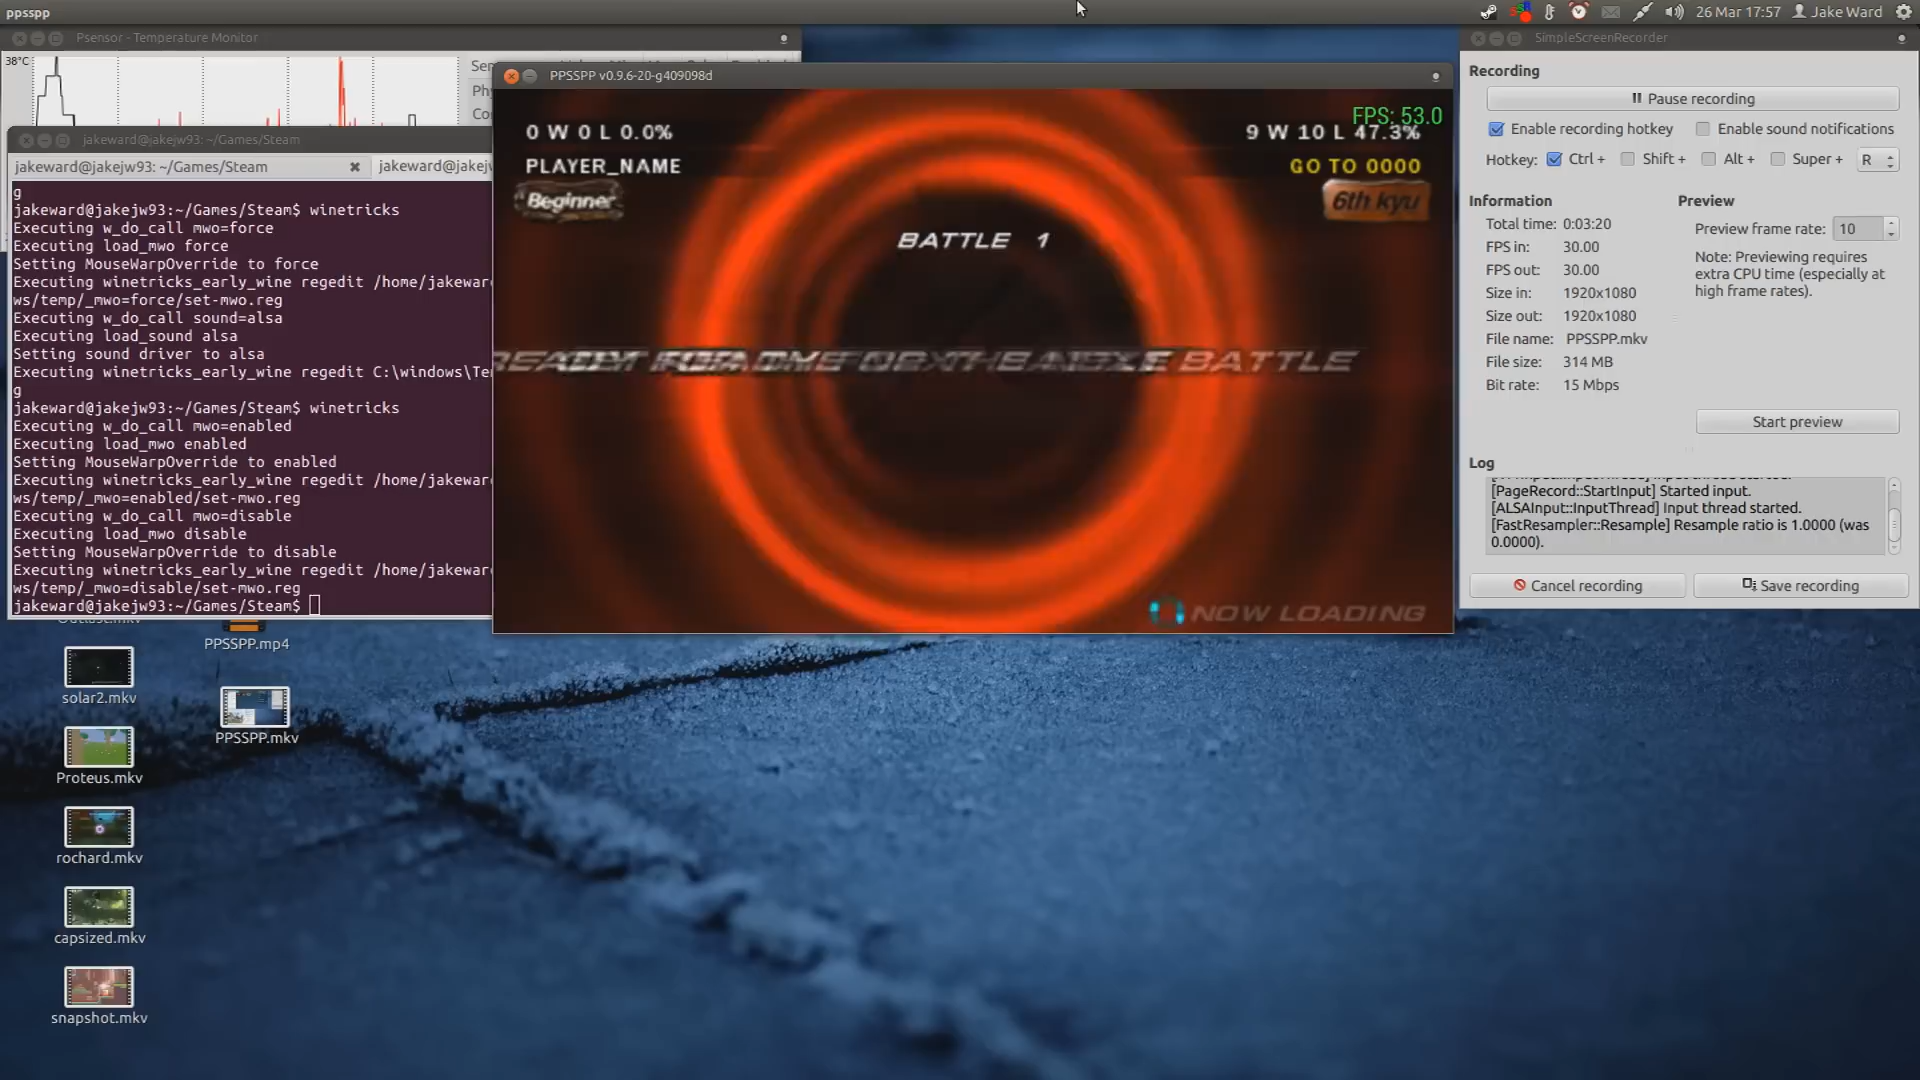 ppsspp
26 Mar 17:57
Jake Ward
Psensor - Temperature Monitor
38°C
jakeward@jakejw93: ~/Games/Steam
jakeward@jakejw93: ~/Games/Steam
g
jakeward@jakejw93:~/Games/Steam$ winetricks
Executing w_do_call mwo=force
Executing load_mwo force
Setting MouseWarpOverride to force
Executing winetricks_early_wine regedit /home/jakewar
ws/temp/_mwo=force/set-mwo.reg
Executing w_do_call sound=alsa
Executing load_sound alsa
Setting sound driver to alsa
Executing winetricks_early_wine regedit C:\windows\Te
g
jakeward@jakejw93:~/Games/Steam$ winetricks
Executing w_do_call mwo=enabled
Executing load_mwo enabled
Setting MouseWarpOverride to enabled
Executing winetricks_early_wine regedit /home/jakewar
ws/temp/_mwo=enabled/set-mwo.reg
Executing w_do_call mwo=disable
Executing load_mwo disable
Setting MouseWarpOverride to disable
Executing winetricks_early_wine regedit /home/jakewar
ws/temp/_mwo=disable/set-mwo.reg
jakeward@jakejw93:~/Games/Steam$
PPSSPP v0.9.6-20-g409098d
FPS: 53.0
0 W 0 L 0.0%
9 W 10 L 47.3%
PLAYER_NAME
GO TO 0000
Beginner
6th kyu
BATTLE 1
BATTLE
NOW LOADING
SimpleScreenRecorder
Recording
Pause recording
Enable recording hotkey
Enable sound notifications
Hotkey: Ctrl + Shift + Alt + Super + R
Information
Total time: 0:03:20
FPS in: 30.00
FPS out: 30.00
Size in: 1920x1080
Size out: 1920x1080
File name: PPSSPP.mkv
File size: 314 MB
Bit rate: 15 Mbps
Preview
Preview frame rate: 10
Note: Previewing requires
extra CPU time (especially at
high frame rates).
Start preview
Log
[PageRecord::StartInput] Started input.
[ALSAInput::InputThread] Input thread started.
[FastResampler::Resample] Resample ratio is 1.0000 (was
0.0000).
Cancel recording
Save recording
PPSSPP.mp4
solar2.mkv
PPSSPP.mkv
Proteus.mkv
rochard.mkv
capsized.mkv
snapshot.mkv